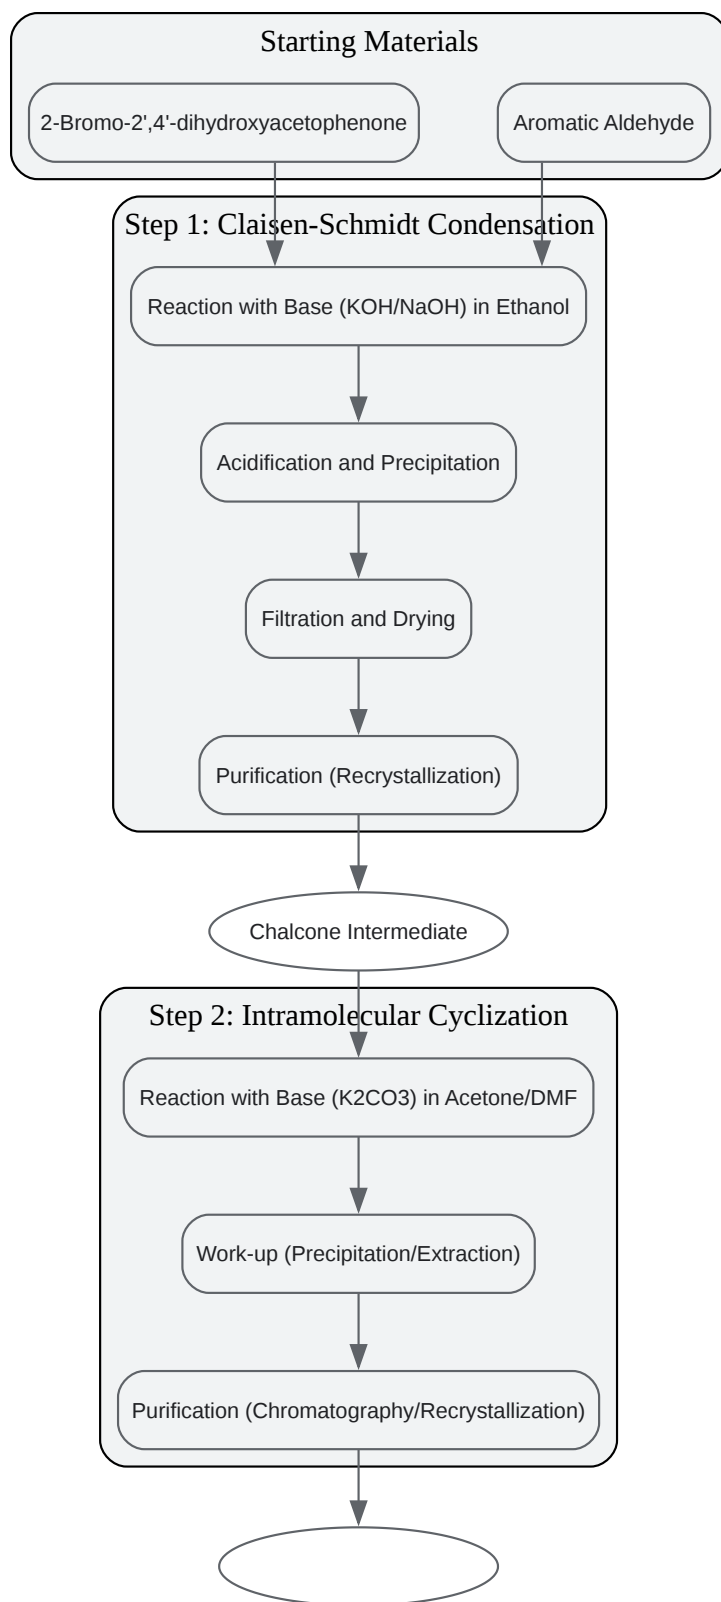 Starting Materials
2-Bromo-2',4'-dihydroxyacetophenone
Aromatic Aldehyde
Step 1: Claisen-Schmidt Condensation
Reaction with Base (KOH/NaOH) in Ethanol
Acidification and Precipitation
Filtration and Drying
Purification (Recrystallization)
Chalcone Intermediate
Step 2: Intramolecular Cyclization
Reaction with Base (K2CO3) in Acetone/DMF
Work-up (Precipitation/Extraction)
Purification (Chromatography/Recrystallization)